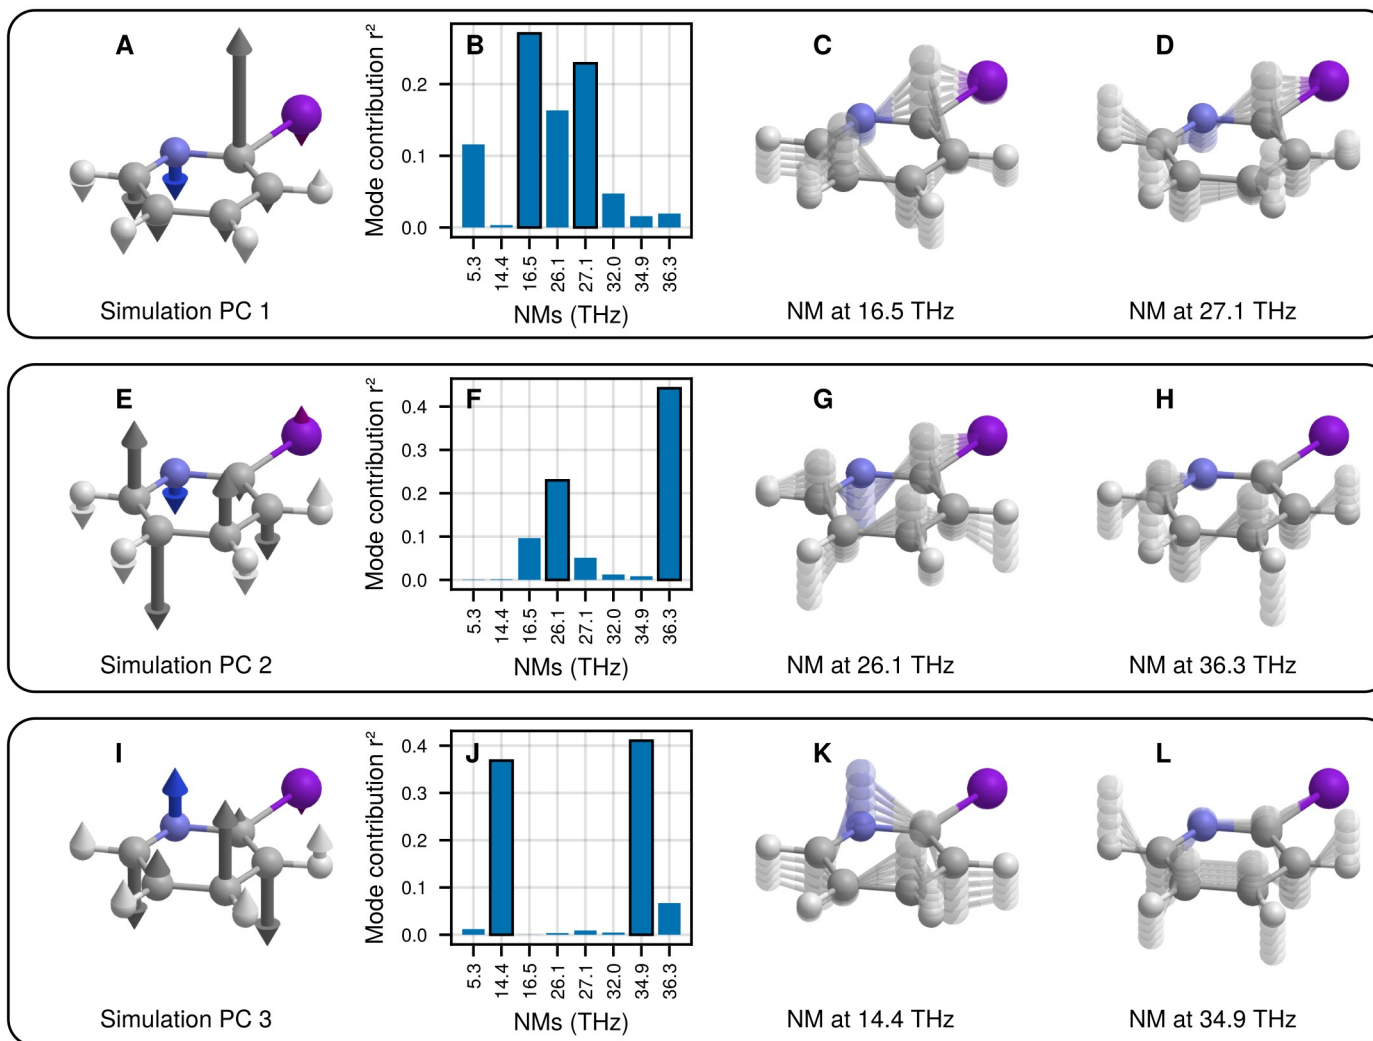 A
B
C
D
Mode contribution r²
0.2
0.1
0.0
5.3
14.4
16.5
26.1
27.1
32.0
34.9
36.3
NMs (THz)
Simulation PC 1
NM at 16.5 THz
NM at 27.1 THz
E
F
G
H
Mode contribution r²
0.4
0.3
0.2
0.1
0.0
5.3
14.4
16.5
26.1
27.1
32.0
34.9
36.3
NMs (THz)
Simulation PC 2
NM at 26.1 THz
NM at 36.3 THz
I
J
K
L
Mode contribution r²
0.4
0.3
0.2
0.1
0.0
5.3
14.4
16.5
26.1
27.1
32.0
34.9
36.3
NMs (THz)
Simulation PC 3
NM at 14.4 THz
NM at 34.9 THz